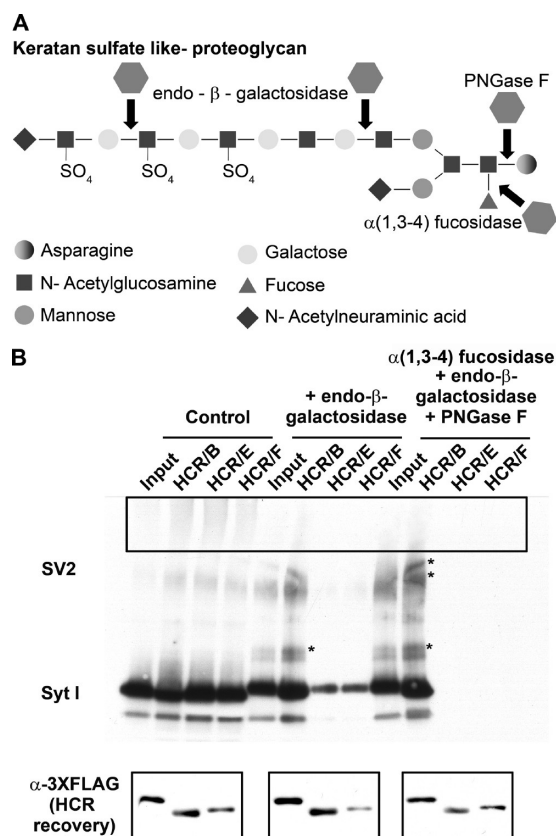 A
Keratan sulfate like- proteoglycan
endo - β - galactosidase
PNGase F
SO4
SO4
SO4
α(1,3-4) fucosidase
Asparagine
Galactose
N- Acetylglucosamine
Fucose
Mannose
N- Acetylneuraminic acid
B
Control
+ endo-β-
galactosidase
α(1,3-4) fucosidase
+ endo-β-
galactosidase
+ PNGase F
Input HCR/B HCR/E HCR/F Input HCR/B HCR/E HCR/F Input HCR/B HCR/E HCR/F
SV2
*
*
*
*
Syt I
α-3XFLAG
(HCR
recovery)